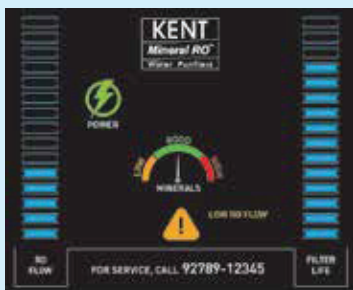 KENT
Mineral RO™
Water Purifiers
POWER
LOW
GOOD
HIGH
MINERALS
LOW RO FLOW
RO
FLOW
FOR SERVICE, CALL 92789-12345
FILTER
LIFE